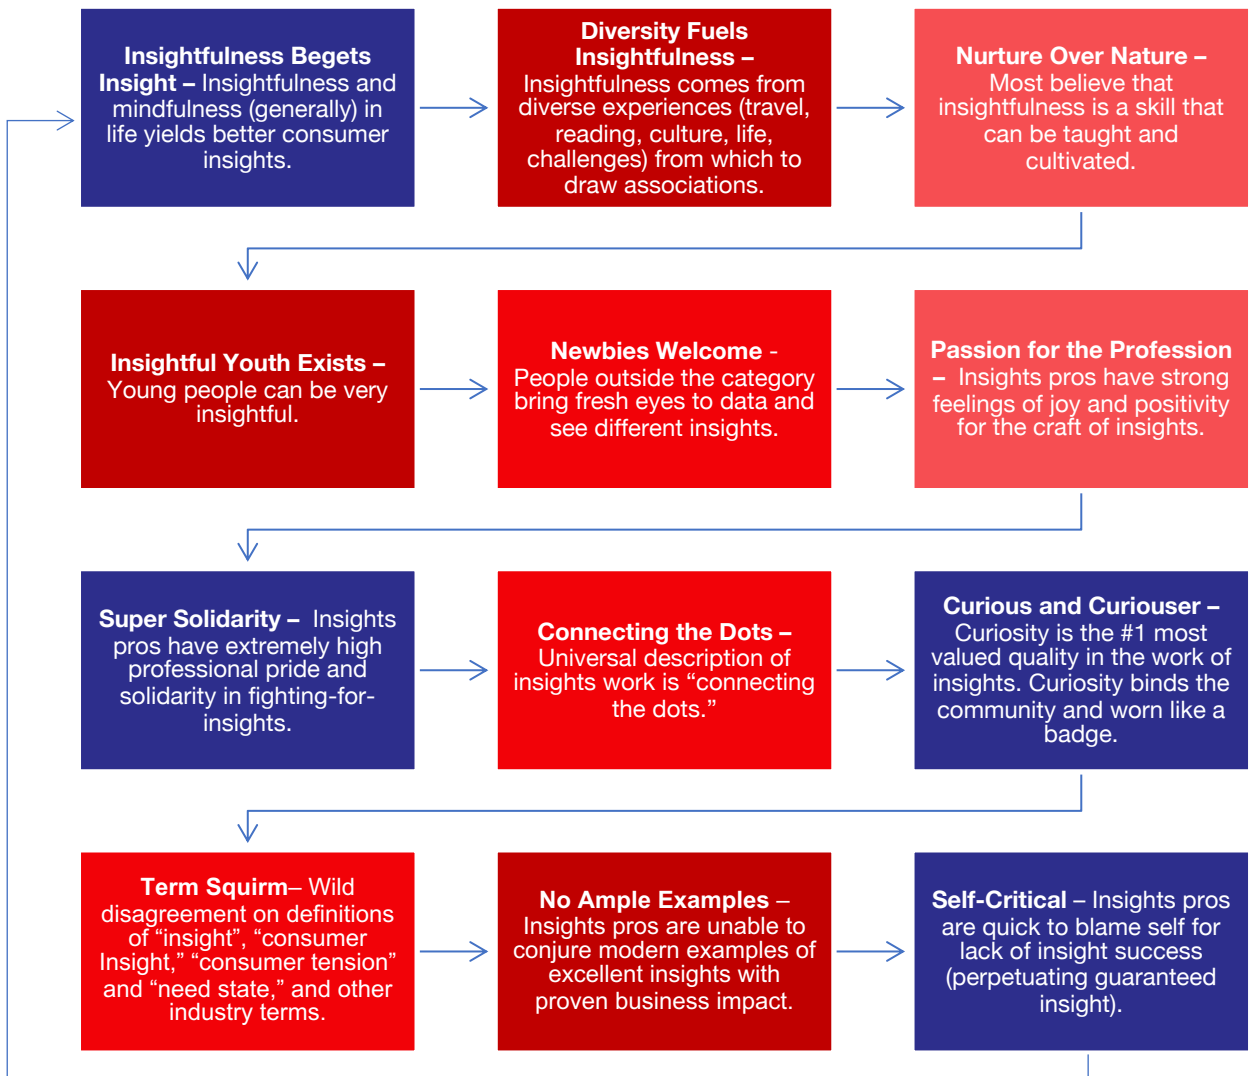 Insightfulness Begets
Insight – Insightfulness and
mindfulness (generally) in
life yields better consumer
insights.
Diversity Fuels
Insightfulness –
Insightfulness comes from
diverse experiences (travel,
reading, culture, life,
challenges) from which to
draw associations.
Nurture Over Nature –
Most believe that
insightfulness is a skill that
can be taught and
cultivated.
Insightful Youth Exists –
Young people can be very
insightful.
Newbies Welcome -
People outside the category
bring fresh eyes to data and
see different insights.
Passion for the Profession
– Insights pros have strong
feelings of joy and positivity
for the craft of insights.
Super Solidarity – Insights
pros have extremely high
professional pride and
solidarity in fighting-for-
insights.
Connecting the Dots –
Universal description of
insights work is “connecting
the dots.”
Curious and Curiouser –
Curiosity is the #1 most
valued quality in the work of
insights. Curiosity binds the
community and worn like a
badge.
Term Squirm– Wild
disagreement on definitions
of “insight”, “consumer
Insight,” “consumer tension”
and “need state,” and other
industry terms.
No Ample Examples –
Insights pros are unable to
conjure modern examples of
excellent insights with
proven business impact.
Self-Critical – Insights pros
are quick to blame self for
lack of insight success
(perpetuating guaranteed
insight).